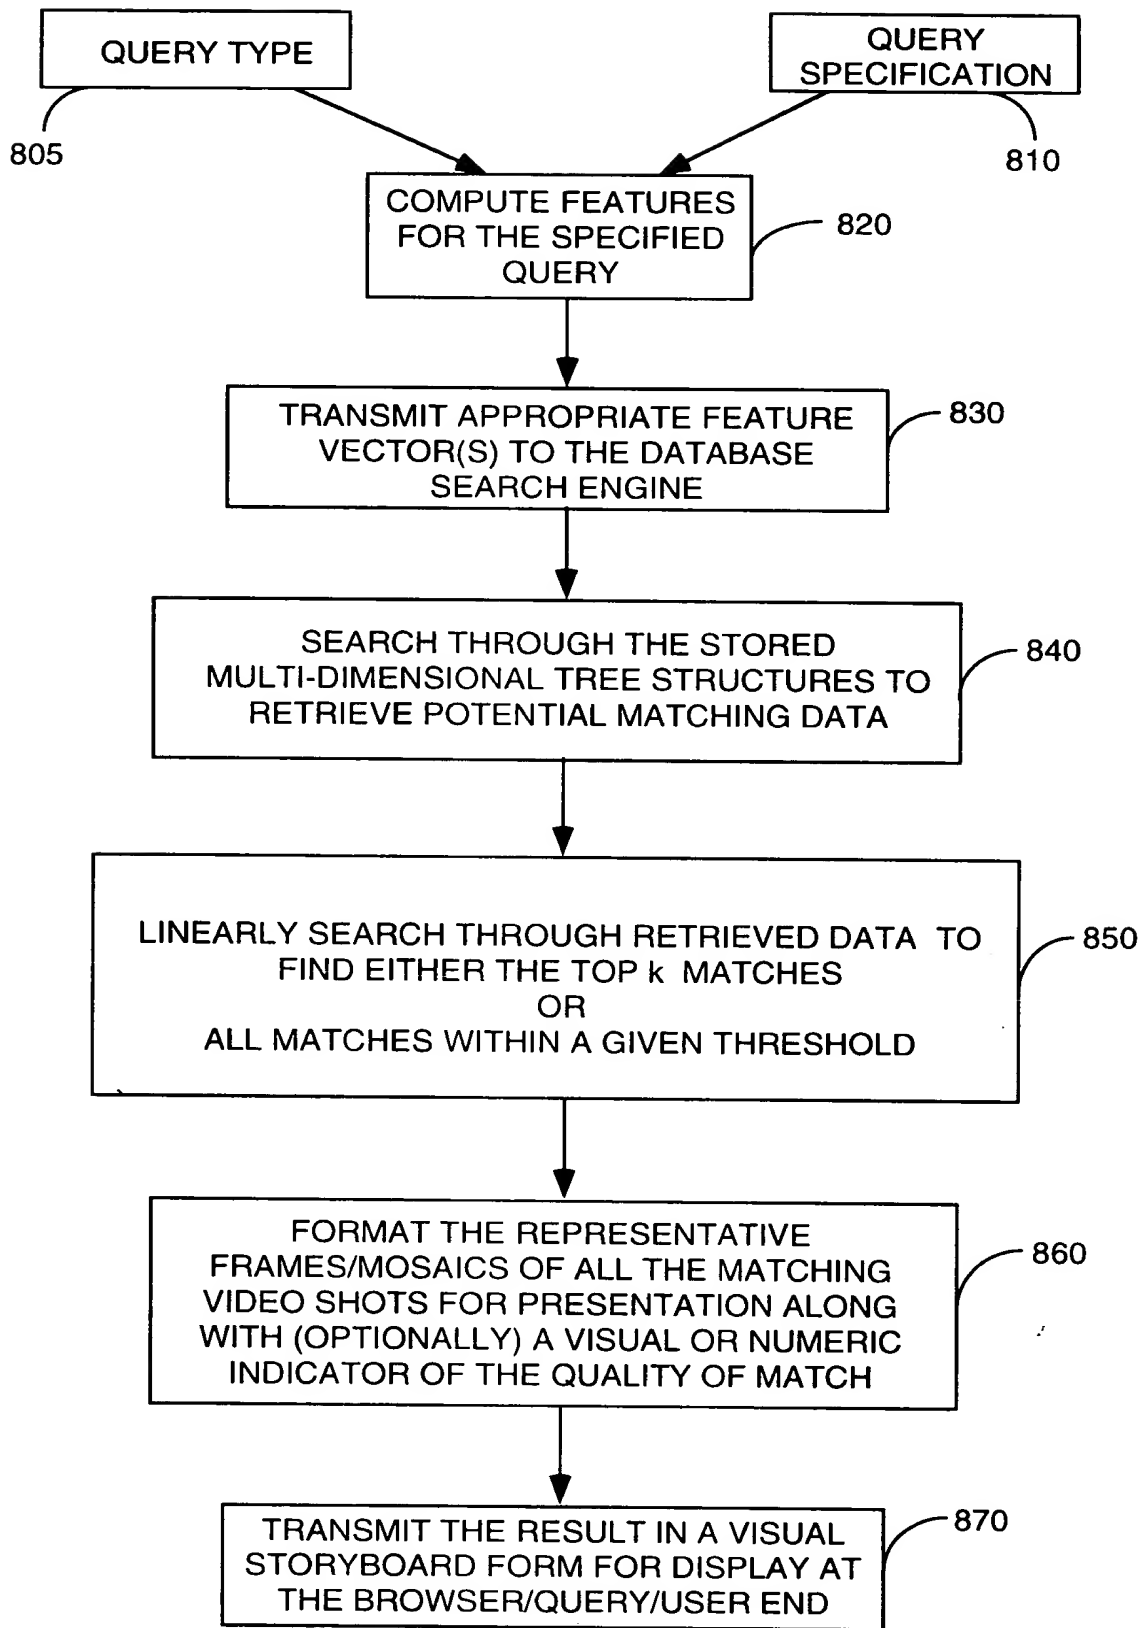 QUERY TYPE
QUERY
SPECIFICATION
805
810
COMPUTE FEATURES
FOR THE SPECIFIED
QUERY
820
TRANSMIT APPROPRIATE FEATURE
VECTOR(S) TO THE DATABASE
SEARCH ENGINE
830
SEARCH THROUGH THE STORED
MULTI-DIMENSIONAL TREE STRUCTURES TO
RETRIEVE POTENTIAL MATCHING DATA
840
LINEARLY SEARCH THROUGH RETRIEVED DATA TO
FIND EITHER THE TOP k MATCHES
OR
ALL MATCHES WITHIN A GIVEN THRESHOLD
850
FORMAT THE REPRESENTATIVE
FRAMES/MOSAICS OF ALL THE MATCHING
VIDEO SHOTS FOR PRESENTATION ALONG
WITH (OPTIONALLY) A VISUAL OR NUMERIC
INDICATOR OF THE QUALITY OF MATCH
860
TRANSMIT THE RESULT IN A VISUAL
STORYBOARD FORM FOR DISPLAY AT
THE BROWSER/QUERY/USER END
870